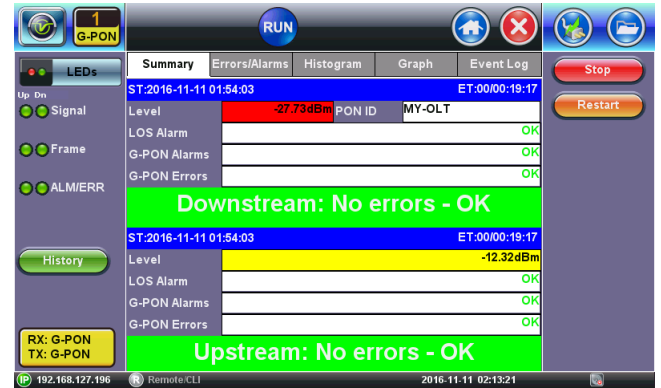 1
G-PON
RUN
LEDs
Summary Errors/Alarms Histogram Graph Event Log
Stop
Up Dn
ST:2016-11-11 01:54:03 ET:00/00:19:17
Signal
Level -27.73dBm PON ID MY-OLT
Restart
LOS Alarm OK
Frame
G-PON Alarms OK
G-PON Errors OK
ALM/ERR
Downstream: No errors - OK
ST:2016-11-11 01:54:03 ET:00/00:19:17
History
Level -12.32dBm
LOS Alarm OK
G-PON Alarms OK
G-PON Errors OK
RX: G-PON
TX: G-PON
Upstream: No errors - OK
IP 192.168.127.196 R Remote/CLI 2016-11-11 02:13:21